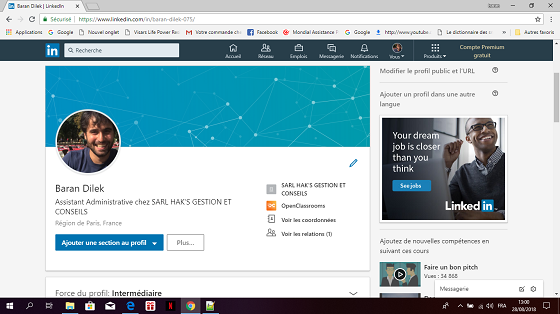 Baran Dilek | LinkedIn
Sécurisé
https://www.linkedin.com/in/baran-dilek-075/
Applications
Google
Nouvel onglet
Visa's Life Power Rea
Votre commande ch
Google
Facebook
Mondial Assistance F
Google
http://www.youtube
Le dictionnaire des
Autres favoris
in
Recherche
Accueil
Réseau
Emplois
Messagerie
Notifications
Vous
Produits
Compte Premium
gratuit
Modifier le profil public et l'URL
Ajouter un profil dans une autre
langue
Your dream
job is closer
than you
think
See jobs
Linked in
Baran Dilek
Assistant Administrative chez SARL HAK'S GESTION ET
CONSEILS
Région de Paris, France
Ajouter une section au profil
Plus...
SARL HAK'S GESTION ET
CONSEILS
OpenClassrooms
Voir les coordonnées
Voir les relations (1)
Ajoutez de nouvelles compétences en
suivant ces cours
Faire un bon pitch
Vues : 34 868
Messagerie
Force du profil: Intermédiaire
13:00
28/08/2018